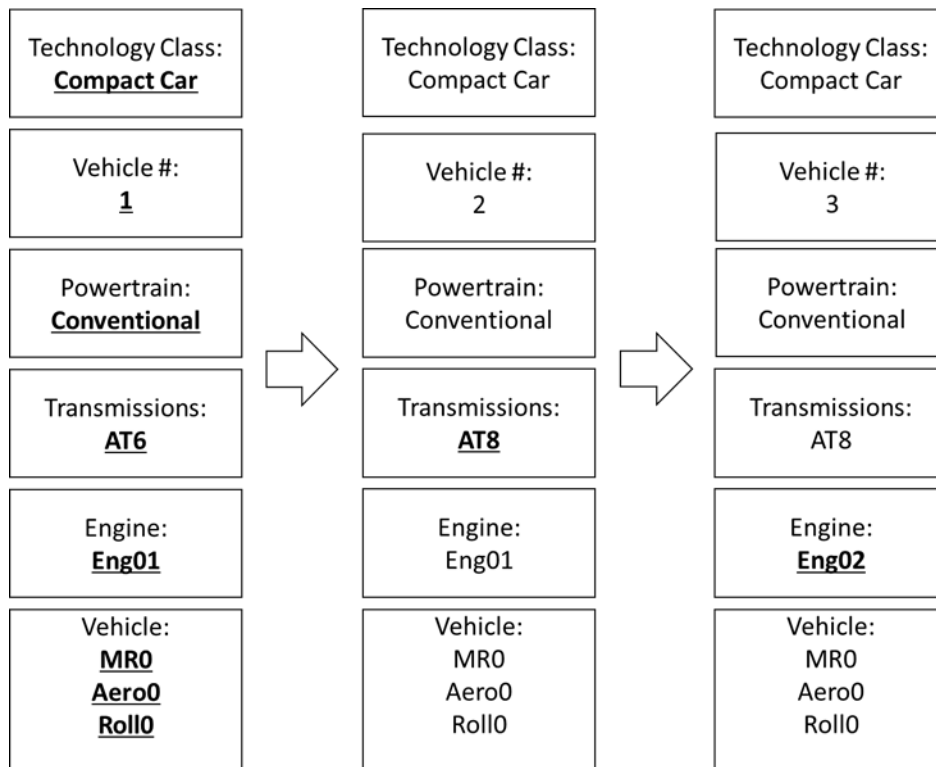 Technology Class:
Compact Car
Vehicle #:
1
Powertrain:
Conventional
Transmissions:
AT6
Engine:
Eng01
Vehicle:
MR0
Aero0
Roll0
Technology Class:
Compact Car
Vehicle #:
2
Powertrain:
Conventional
Transmissions:
AT8
Engine:
Eng01
Vehicle:
MR0
Aero0
Roll0
Technology Class:
Compact Car
Vehicle #:
3
Powertrain:
Conventional
Transmissions:
AT8
Engine:
Eng02
Vehicle:
MR0
Aero0
Roll0